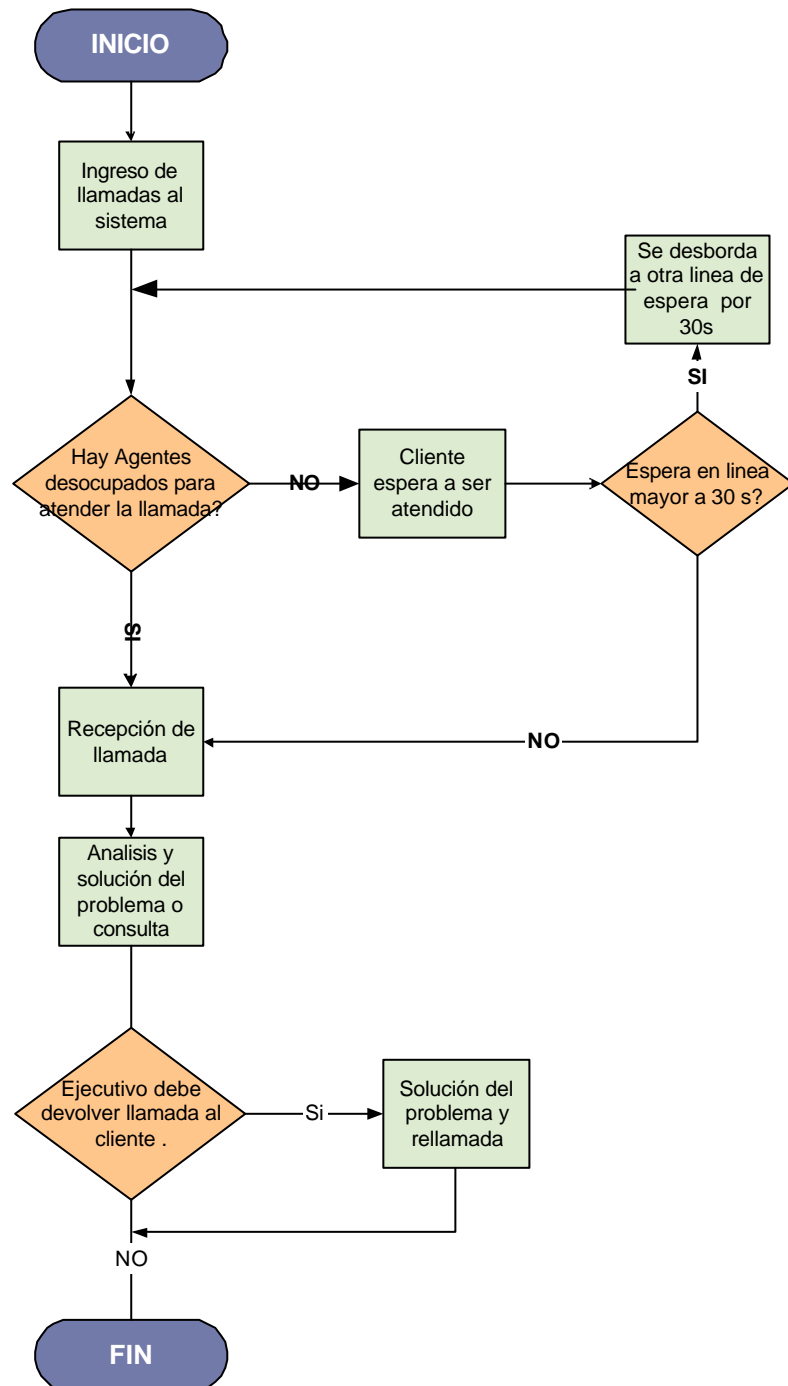 INICIO
Ingreso de
llamadas al
sistema
Se desborda
a otra linea de
espera por
30s
SI
Hay Agentes
desocupados para
atender la llamada?
NO
Cliente
espera a ser
atendido
Espera en linea
mayor a 30 s?
SI
Recepción de
llamada
NO
Analisis y
solución del
problema o
consulta
Ejecutivo debe
devolver llamada al
cliente .
Si
Solución del
problema y
rellamada
NO
FIN